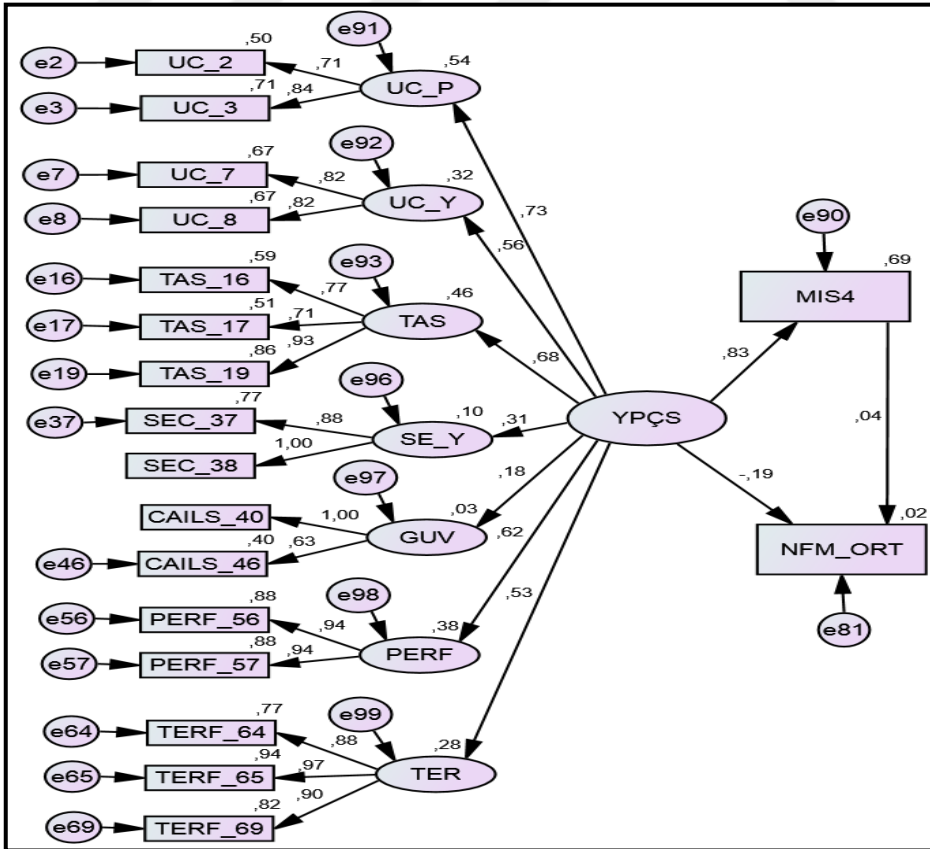 e91
,50
,54
e2
UC_2
,71
UC_P
,71
,84
e3
UC_3
e92
,67
,32
e7
UC_7
,82
UC_Y
,73
,67
,82
e8
UC_8
,56
e90
e93
,59
,69
e16
TAS_16
,46
MIS4
,77
,51
e17
TAS_17
,71
TAS
,93
,86
,68
,83
e19
TAS_19
e96
,77
e37
SEC_37
,10
,31
YPÇS
,04
,88
SE_Y
1,00
SEC_38
,18
-,19
e97
CAILS_40
1,00
,03
,62
,02
GUV
NFM_ORT
,40
,63
e46
CAILS_46
,53
e98
,88
e56
PERF_56
,38
e81
,94
PERF
,88
,94
e57
PERF_57
e99
,77
e64
TERF_64
,28
,88
,94
,97
TER
e65
TERF_65
,90
,82
e69
TERF_69